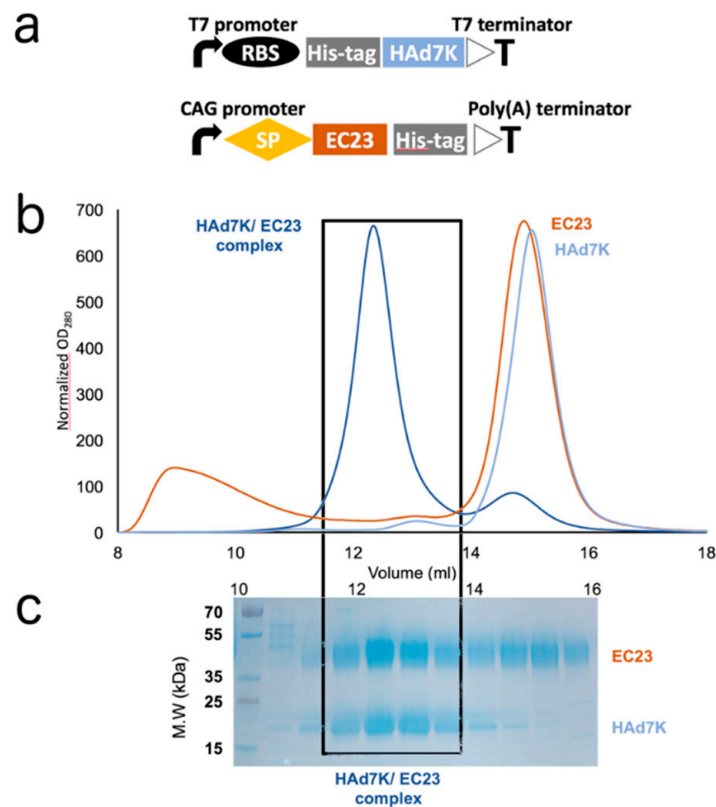 a
T7 promoter T7 terminator
RBS His-tag HAd7K T
CAG promoter Poly(A) terminator
SP EC23 His-tag T
b
700
600
500
400
300
200
100
0
Normalized OD280
HAd7K/ EC23
complex
EC23
HAd7K
8 10 12 14 16 18
Volume (ml)
c
10 12 14 16
70
55
35
25
15
M.W (kDa)
EC23
HAd7K
HAd7K/ EC23
complex